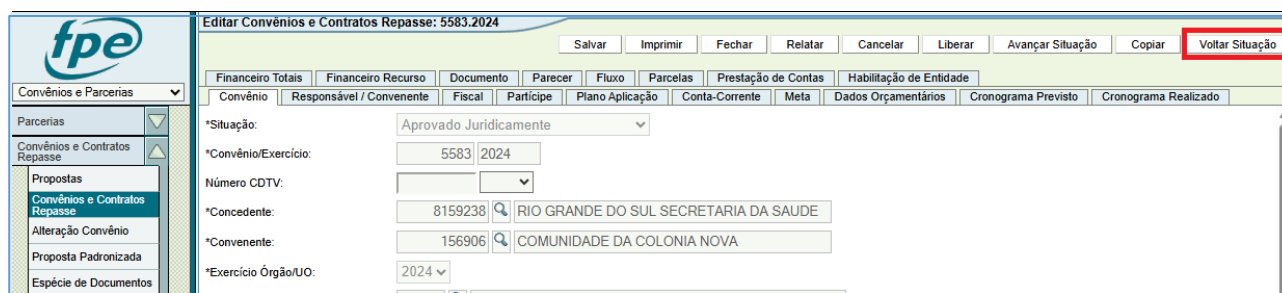 fpe
Convênios e Parcerias
Parcerias
Convênios e Contratos
Repasse
Propostas
Convênios e Contratos
Repasse
Alteração Convênio
Proposta Padronizada
Espécie de Documentos
Editar Convênios e Contratos Repasse: 5583.2024
Salvar Imprimir Fechar Relatar Cancelar Liberar Avançar Situação Copiar Voltar Situação
Financeiro Totais Financeiro Recurso Documento Parecer Fluxo Parcelas Prestação de Contas Habilitação de Entidade
Convênio Responsável / Convenente Fiscal Partícipe Plano Aplicação Conta-Corrente Meta Dados Orçamentários Cronograma Previsto Cronograma Realizado
*Situação: Aprovado Juridicamente
*Convênio/Exercício: 5583 2024
Número CDTV:
*Concedente: 8159238 RIO GRANDE DO SUL SECRETARIA DA SAUDE
*Convenente: 156906 COMUNIDADE DA COLONIA NOVA
*Exercício Órgão/UO: 2024